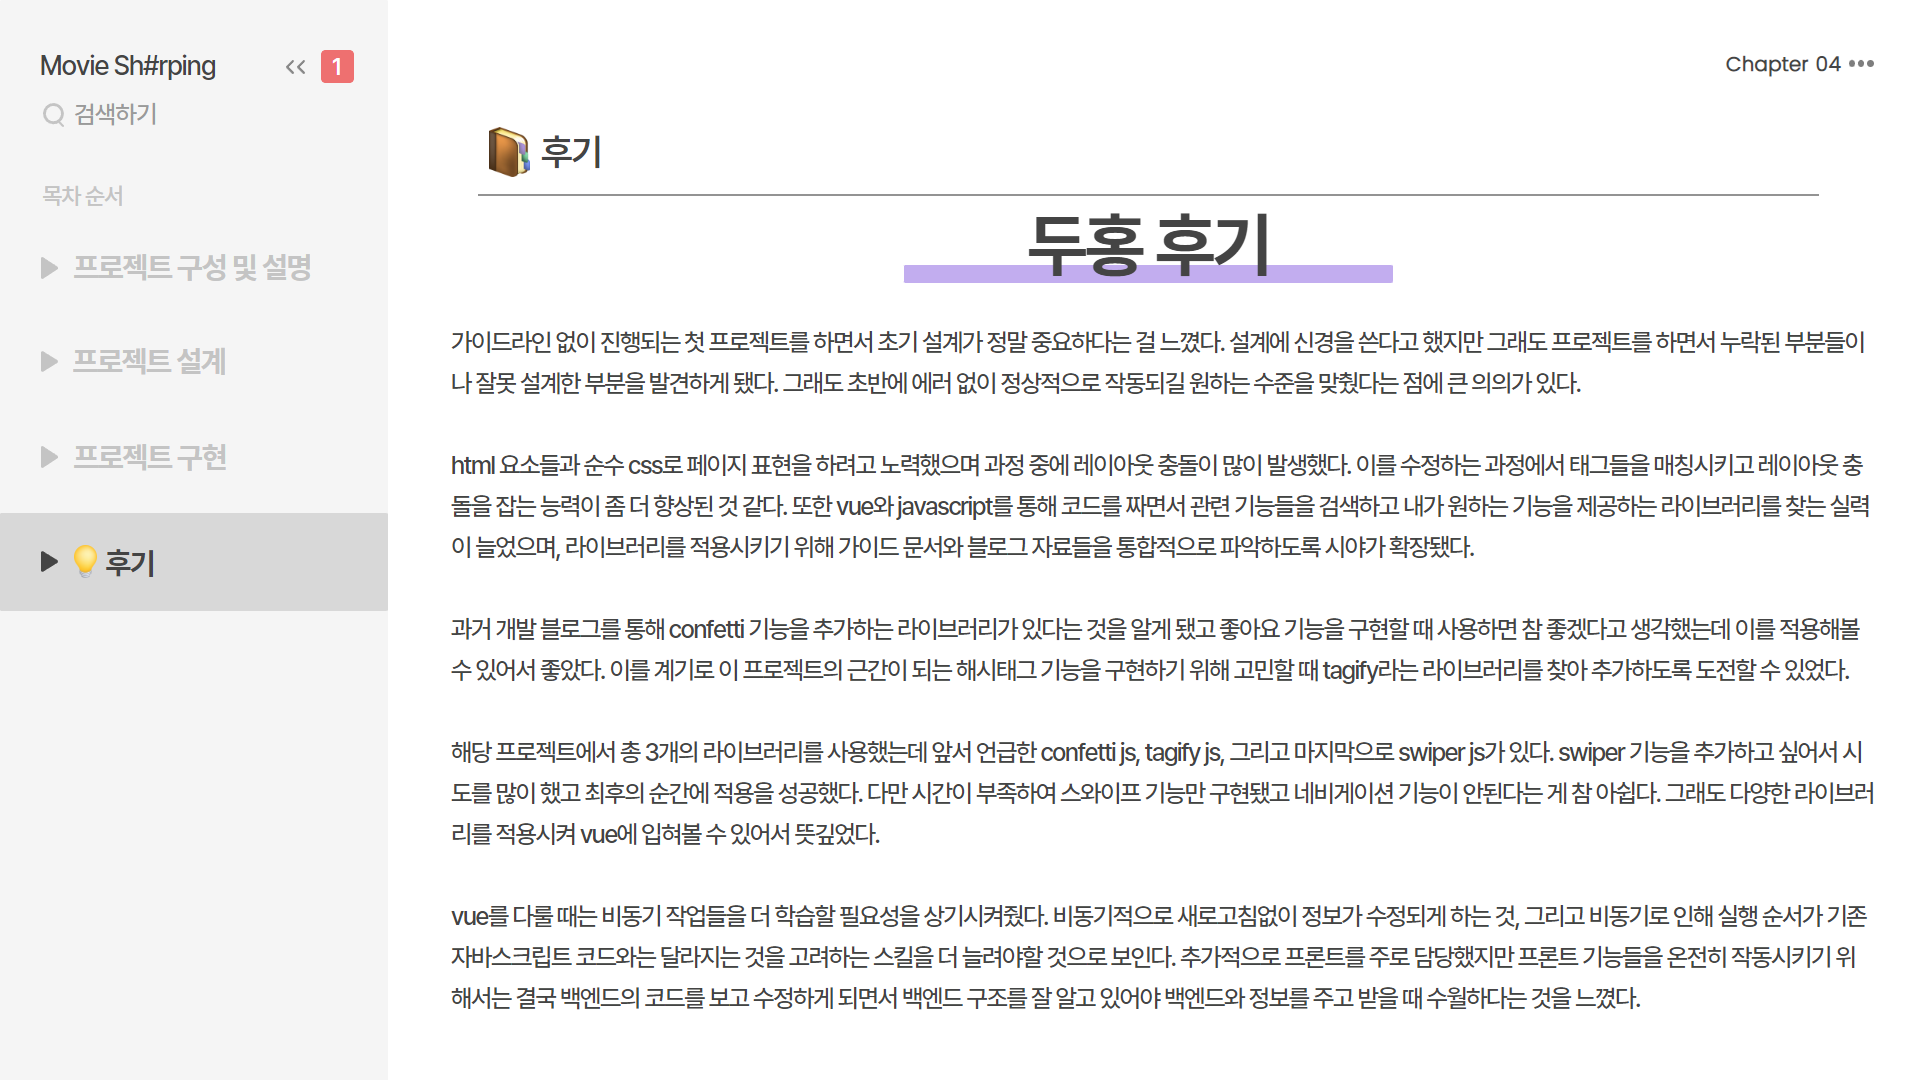 Movie Sh#rping
1
검색하기
목차 순서
프로젝트 구성 및 설명
프로젝트 설계
프로젝트 구현
후기
Chapter 04
후기
두홍 후기
가이드라인 없이 진행되는 첫 프로젝트를 하면서 초기 설계가 정말 중요하다는 걸 느꼈다. 설계에 신경을 쓴다고 했지만 그래도 프로젝트를 하면서 누락된 부분들이
나 잘못 설계한 부분을 발견하게 됐다. 그래도 초반에 에러 없이 정상적으로 작동되길 원하는 수준을 맞췄다는 점에 큰 의의가 있다.
html 요소들과 순수 css로 페이지 표현을 하려고 노력했으며 과정 중에 레이아웃 충돌이 많이 발생했다. 이를 수정하는 과정에서 태그들을 매칭시키고 레이아웃 충
돌을 잡는 능력이 좀 더 향상된 것 같다. 또한 vue와 javascript를 통해 코드를 짜면서 관련 기능들을 검색하고 내가 원하는 기능을 제공하는 라이브러리를 찾는 실력
이 늘었으며, 라이브러리를 적용시키기 위해 가이드 문서와 블로그 자료들을 통합적으로 파악하도록 시야가 확장됐다.
과거 개발 블로그를 통해 confetti 기능을 추가하는 라이브러리가 있다는 것을 알게 됐고 좋아요 기능을 구현할 때 사용하면 참 좋겠다고 생각했는데 이를 적용해볼
수 있어서 좋았다. 이를 계기로 이 프로젝트의 근간이 되는 해시태그 기능을 구현하기 위해 고민할 때 tagify라는 라이브러리를 찾아 추가하도록 도전할 수 있었다.
해당 프로젝트에서 총 3개의 라이브러리를 사용했는데 앞서 언급한 confetti js, tagify js, 그리고 마지막으로 swiper js가 있다. swiper 기능을 추가하고 싶어서 시
도를 많이 했고 최후의 순간에 적용을 성공했다. 다만 시간이 부족하여 스와이프 기능만 구현됐고 네비게이션 기능이 안된다는 게 참 아쉽다. 그래도 다양한 라이브러
리를 적용시켜 vue에 입혀볼 수 있어서 뜻깊었다.
vue를 다룰 때는 비동기 작업들을 더 학습할 필요성을 상기시켜줬다. 비동기적으로 새로고침없이 정보가 수정되게 하는 것, 그리고 비동기로 인해 실행 순서가 기존
자바스크립트 코드와는 달라지는 것을 고려하는 스킬을 더 늘려야할 것으로 보인다. 추가적으로 프론트를 주로 담당했지만 프론트 기능들을 온전히 작동시키기 위
해서는 결국 백엔드의 코드를 보고 수정하게 되면서 백엔드 구조를 잘 알고 있어야 백엔드와 정보를 주고 받을 때 수월하다는 것을 느꼈다.